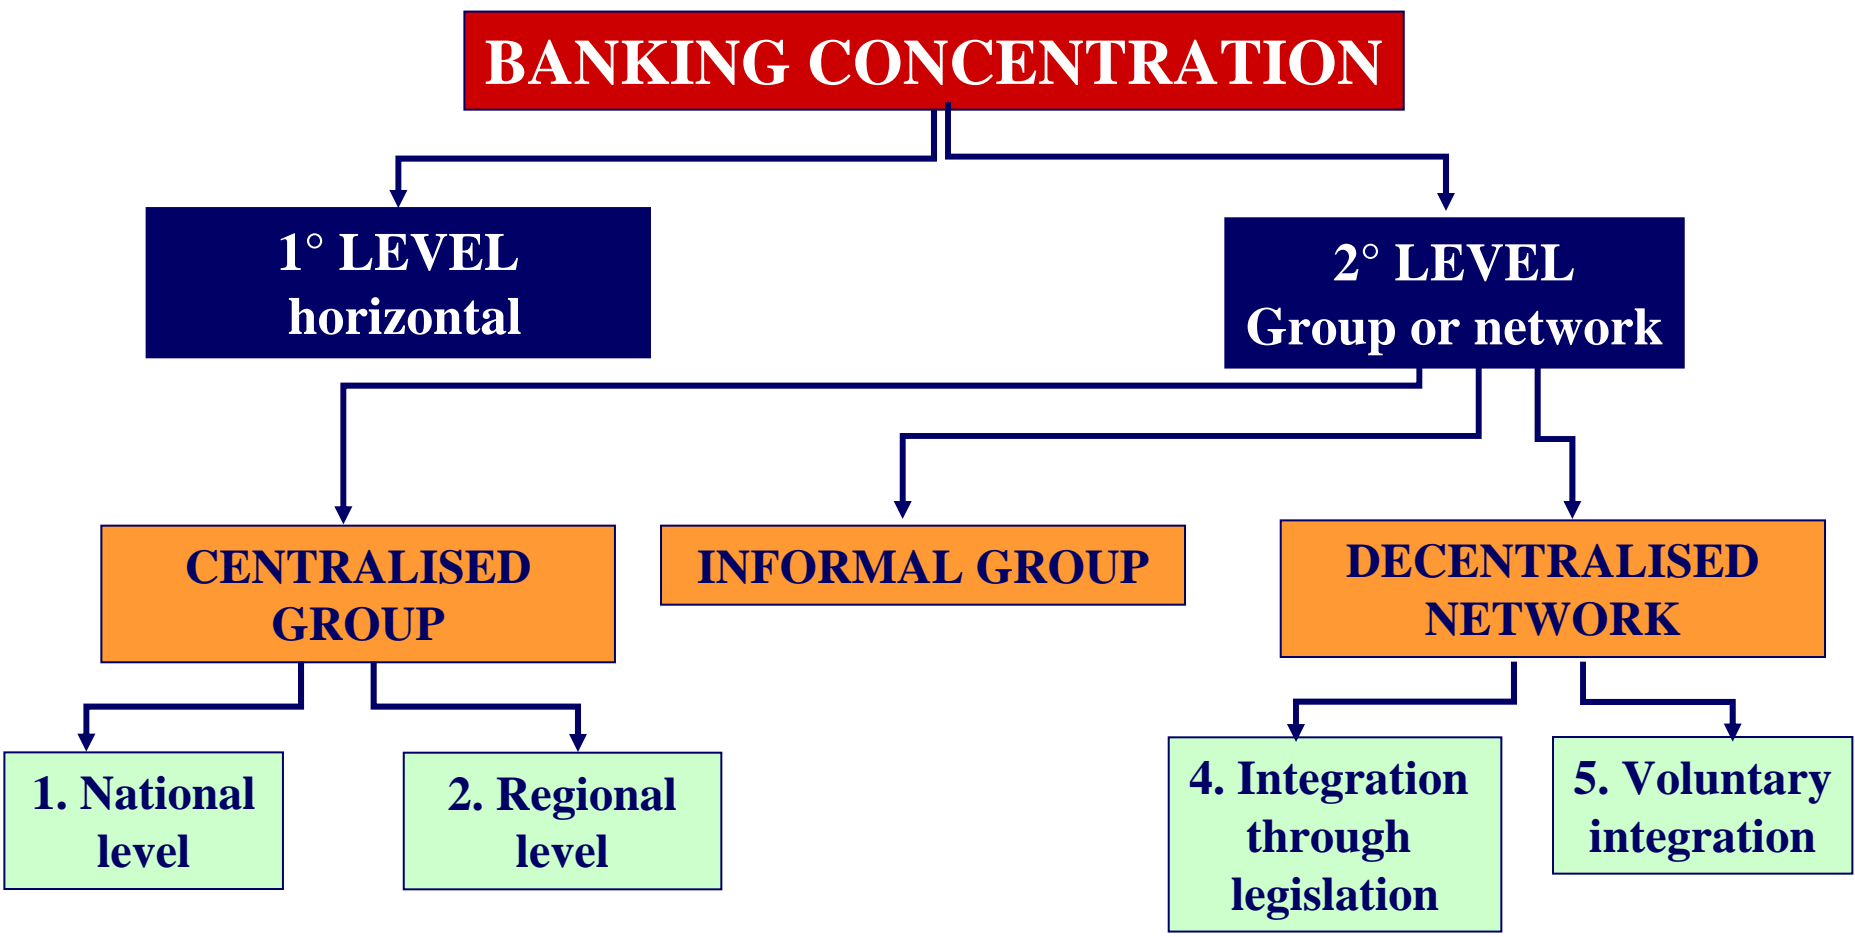 BANKING CONCENTRATION
1° LEVEL
horizontal
2° LEVEL
Group or network
CENTRALISED
GROUP
INFORMAL GROUP
DECENTRALISED
NETWORK
1. National
level
2. Regional
level
4. Integration
through
legislation
5. Voluntary
integration